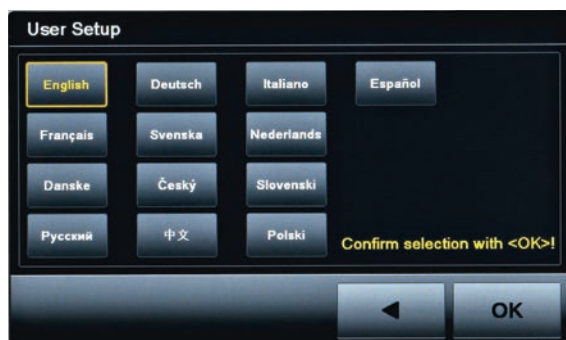 User Setup
English Deutsch Italiano Español
Français Svenska Nederlands
Danske Český Slovenski
Русский 中文 Polski
Confirm selection with <OK>!
◀ OK